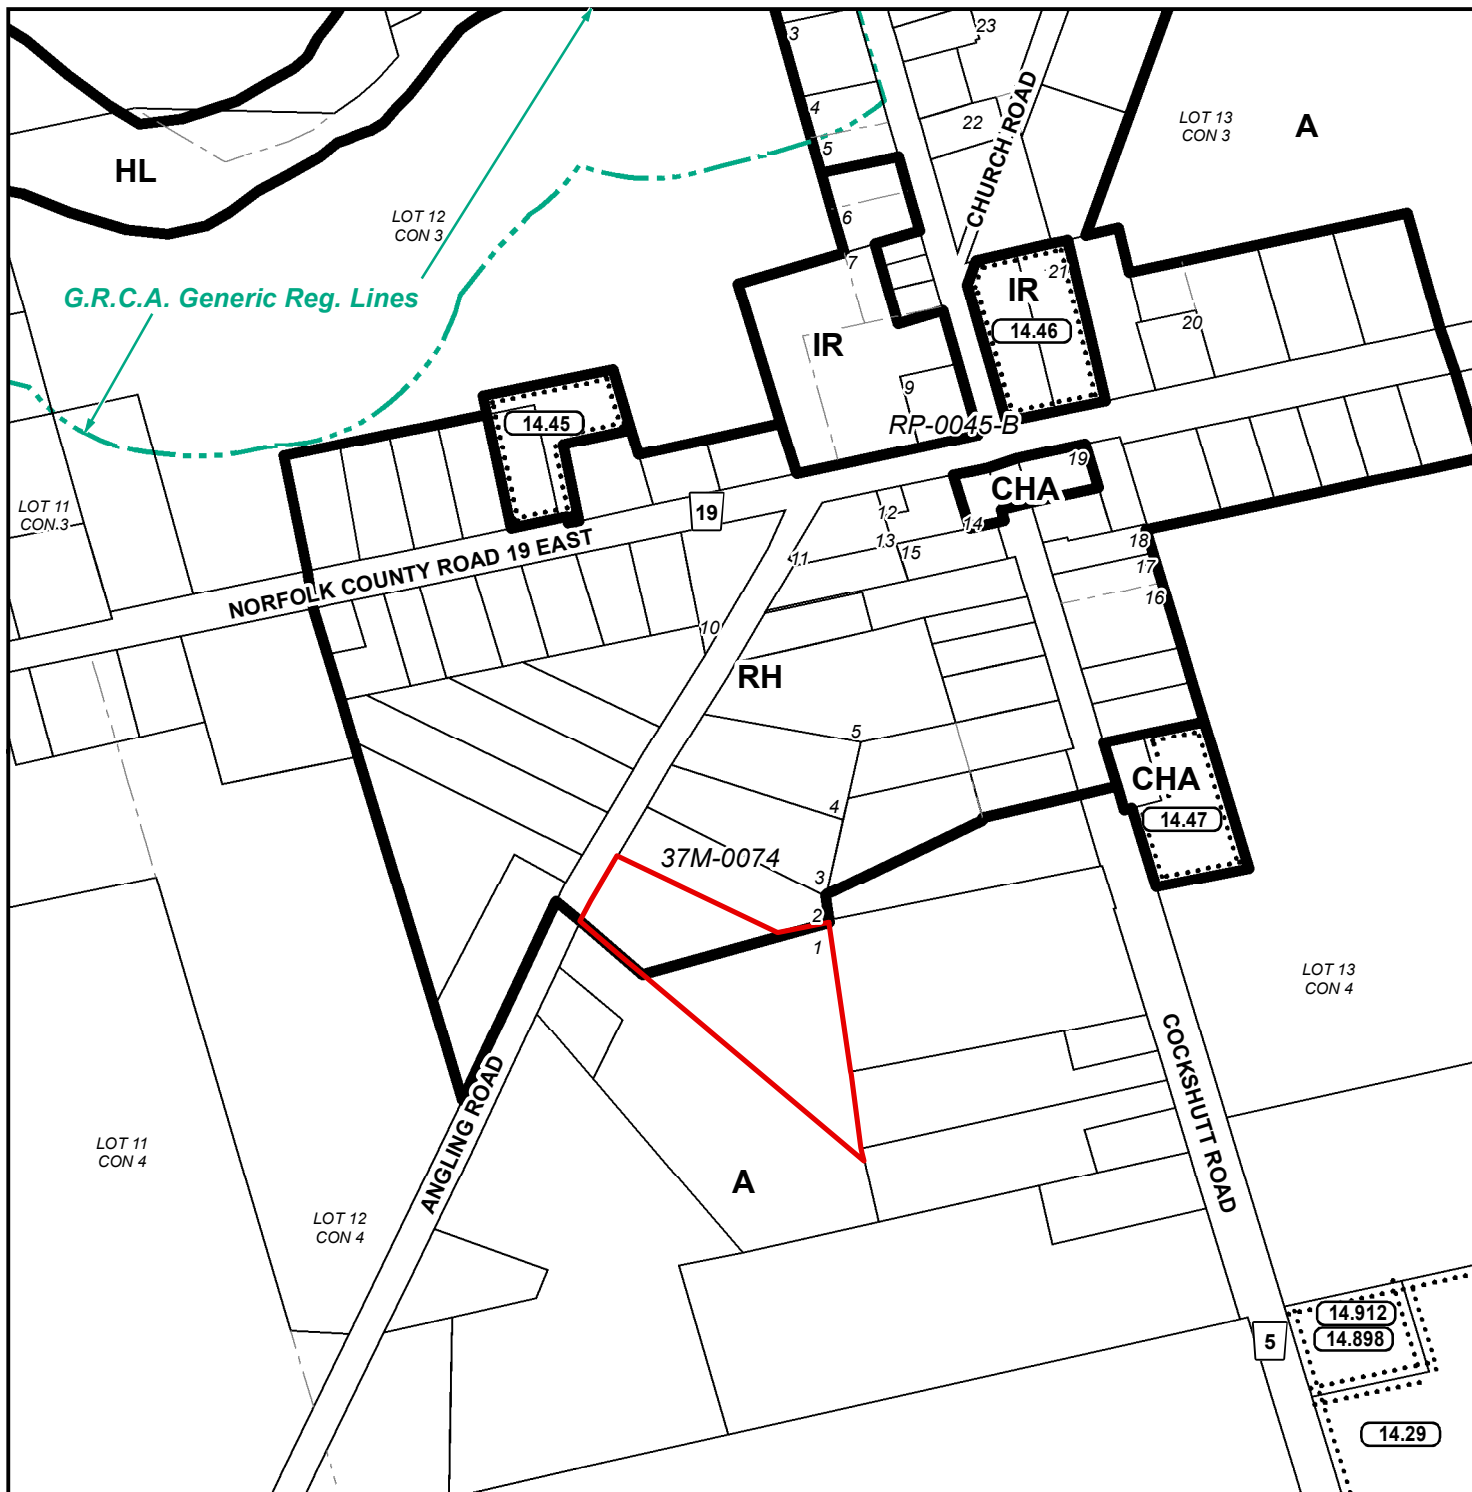 3
23
4
22
CHURCH ROAD
LOT 13
CON 3
A
5
HL
LOT 12
CON 3
6
7
21
G.R.C.A. Generic Reg. Lines
IR
14.46
20
IR
9
RP-0045-B
14.45
19
CHA
LOT 11
CON 3
19
12
14
13
15
18
17
16
11
NORFOLK COUNTY ROAD 19 EAST
10
RH
5
CHA
4
14.47
37M-0074
3
2
1
LOT 13
CON 4
COCKSHUTT ROAD
ANGLING ROAD
LOT 11
CON 4
A
LOT 12
CON 4
14.912
14.898
5
14.29